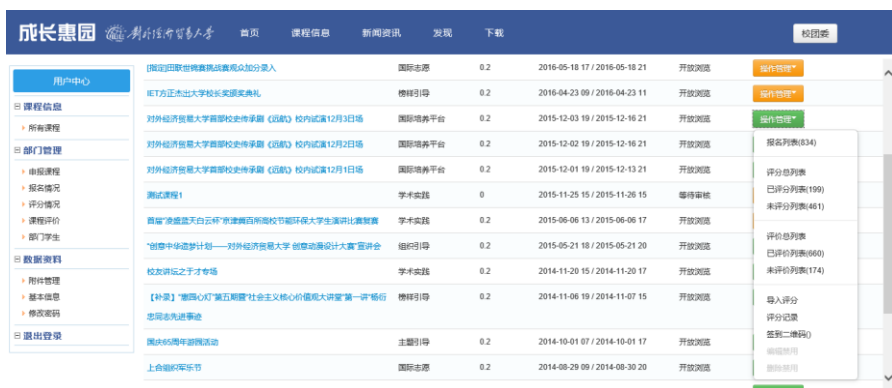 成长惠园 對外经济贸易大学 首页 课程信息 新闻资讯 发现 下载 校团委
用户中心
课程信息
所有课程
部门管理
申报课程
报名情况
评分情况
课程评价
部门学生
数据资料
附件管理
基本信息
修改密码
退出登录
[指定]田联世锦赛挑战赛观众加分录入 国际志愿 0.2 2016-05-18 17 / 2016-05-18 21 开放浏览 操作管理
IET方正杰出大学校长奖颁奖典礼 榜样引导 0.2 2016-04-23 09 / 2016-04-23 11 开放浏览 操作管理
对外经济贸易大学首部校史传承剧《远航》校内试演12月3日场 国际培养平台 0.2 2015-12-03 19 / 2015-12-16 21 开放浏览 操作管理
对外经济贸易大学首部校史传承剧《远航》校内试演12月2日场 国际培养平台 0.2 2015-12-02 19 / 2015-12-16 21 开放浏览
对外经济贸易大学首部校史传承剧《远航》校内试演12月1日场 国际培养平台 0.2 2015-12-01 19 / 2015-12-13 21 开放浏览
测试课程1 学术实践 0 2015-11-25 15 / 2015-11-26 15 等待审核
首届"凌盛蓝天白云杯"京津冀百所高校节能环保大学生演讲比赛复赛 学术实践 0.2 2015-06-06 13 / 2015-06-06 17 开放浏览
"创意中华造梦计划——对外经济贸易大学 创意动漫设计大赛"宣讲会 组织引导 0.2 2015-05-21 18 / 2015-05-21 20 开放浏览
校友讲坛之于才专场 学术实践 0.2 2014-11-20 15 / 2014-11-20 17 开放浏览
【补录】"惠园心灯"第五期暨"社会主义核心价值观大讲堂"第一讲"杨衍 榜样引导 0.2 2014-11-06 19 / 2014-11-07 15 开放浏览
忠同志先进事迹
国庆65周年游园活动 主题引导 0.2 2014-10-01 07 / 2014-10-01 17 开放浏览
上合组织军乐节 国际志愿 0.2 2014-08-29 09 / 2014-08-30 20 开放浏览
报名列表(834)
评分总列表
已评分列表(199)
未评分列表(461)
评价总列表
已评价列表(660)
未评价列表(174)
导入评分
评分记录
签到二维码()
编辑禁用
删除禁用